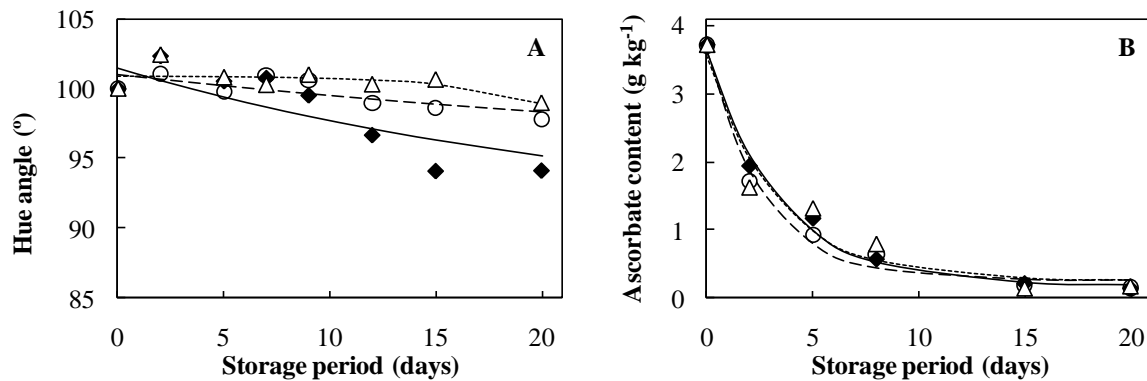 105
100
95
90
85
Hue angle (º)
A
0 5 10 15 20
Storage period (days)
4
3
2
1
0
Ascorbate content (g kg-1)
B
0 5 10 15 20
Storage period (days)